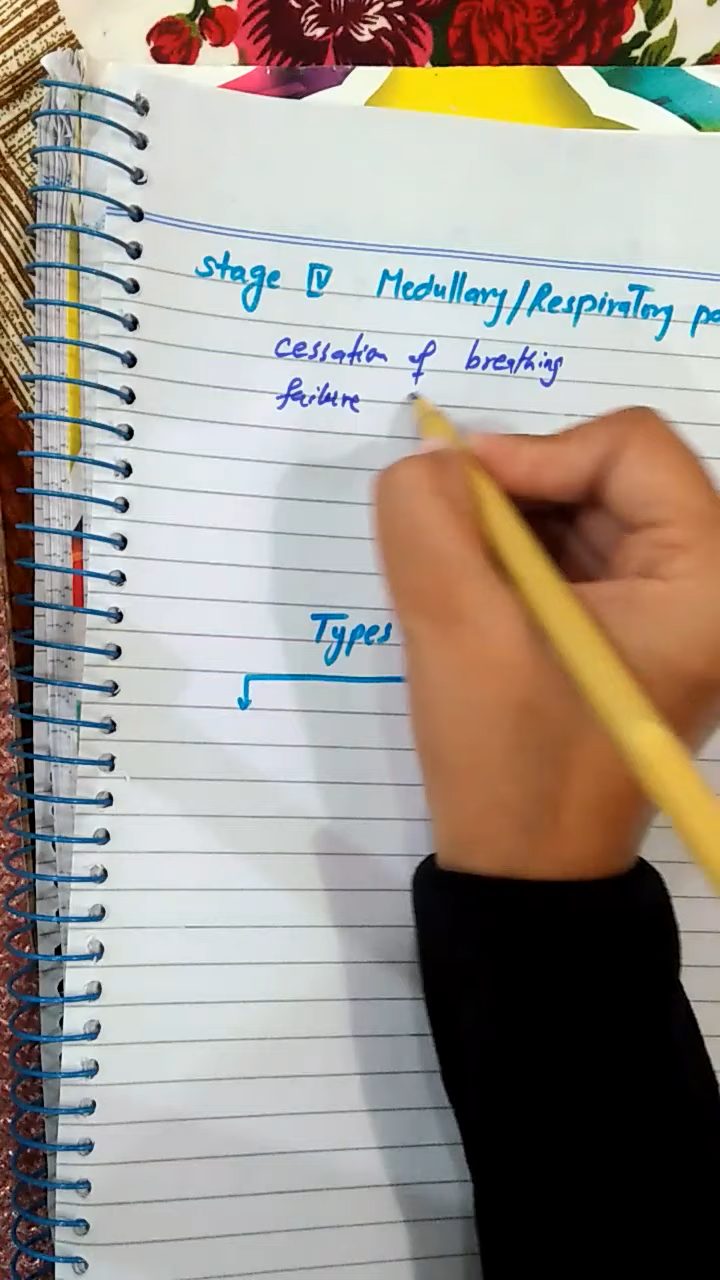 stage IV Medullary/Respiratory
cessation of breathing
failure
Types